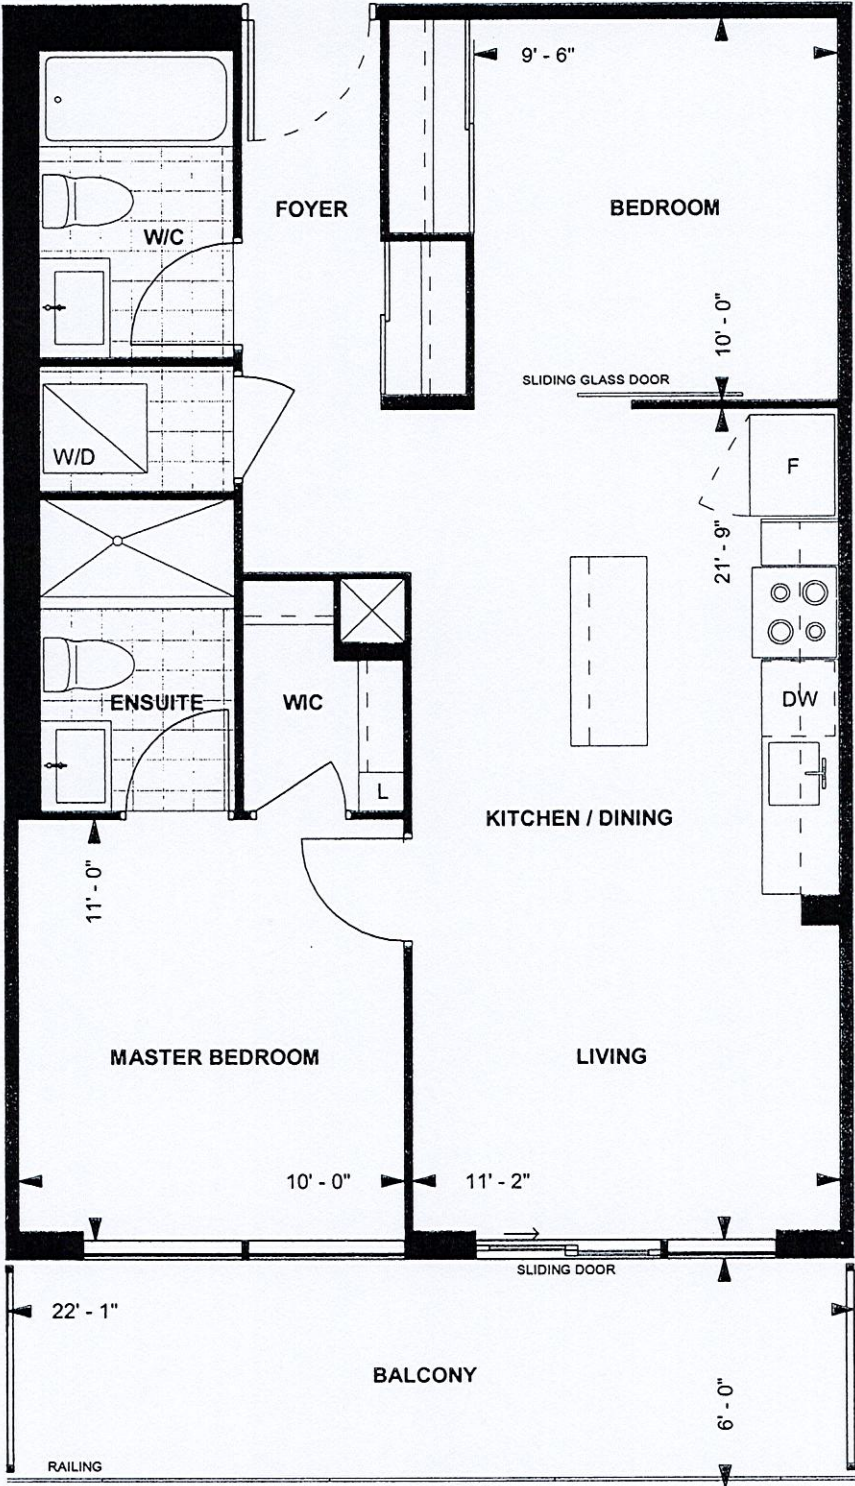 9' - 6"
FOYER
BEDROOM
W/C
10' - 0"
SLIDING GLASS DOOR
W/D
F
21' - 9"
ENSUITE
WIC
DW
L
KITCHEN / DINING
11' - 0"
MASTER BEDROOM
LIVING
10' - 0"
11' - 2"
SLIDING DOOR
22' - 1"
BALCONY
6' - 0"
RAILING